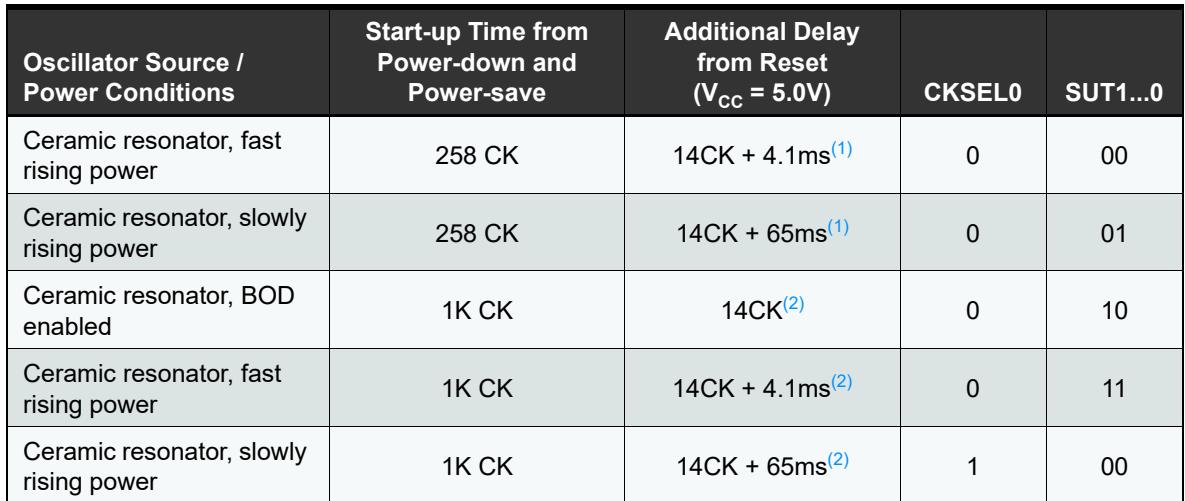 Oscillator Source /
Power Conditions
Start-up Time from
Power-down and
Power-save
Additional Delay
from Reset
(VCC = 5.0V)
CKSEL0
SUT1...0
Ceramic resonator, fast
rising power
258 CK
14CK + 4.1ms(1)
0
00
Ceramic resonator, slowly
rising power
258 CK
14CK + 65ms(1)
0
01
Ceramic resonator, BOD
enabled
1K CK
14CK(2)
0
10
Ceramic resonator, fast
rising power
1K CK
14CK + 4.1ms(2)
0
11
Ceramic resonator, slowly
rising power
1K CK
14CK + 65ms(2)
1
00